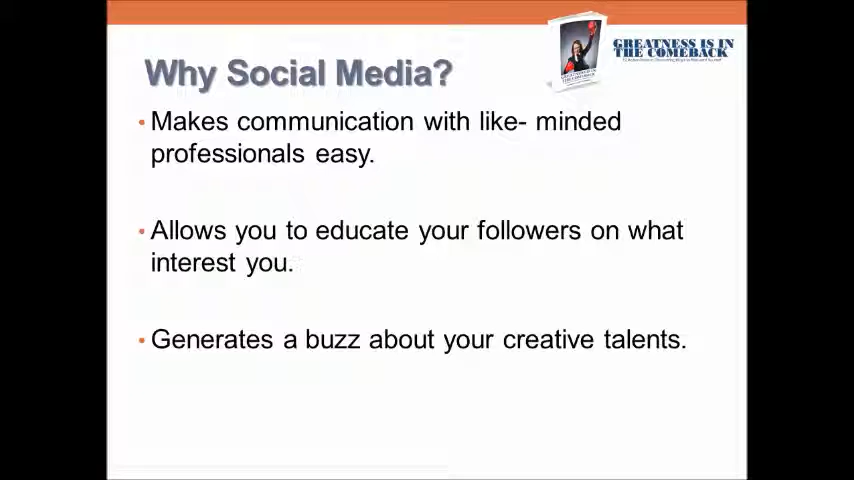 Why Social Media?
GREATNESS IS IN
THE COMEBACK
• Makes communication with like- minded
professionals easy.
• Allows you to educate your followers on what
interest you.
• Generates a buzz about your creative talents.